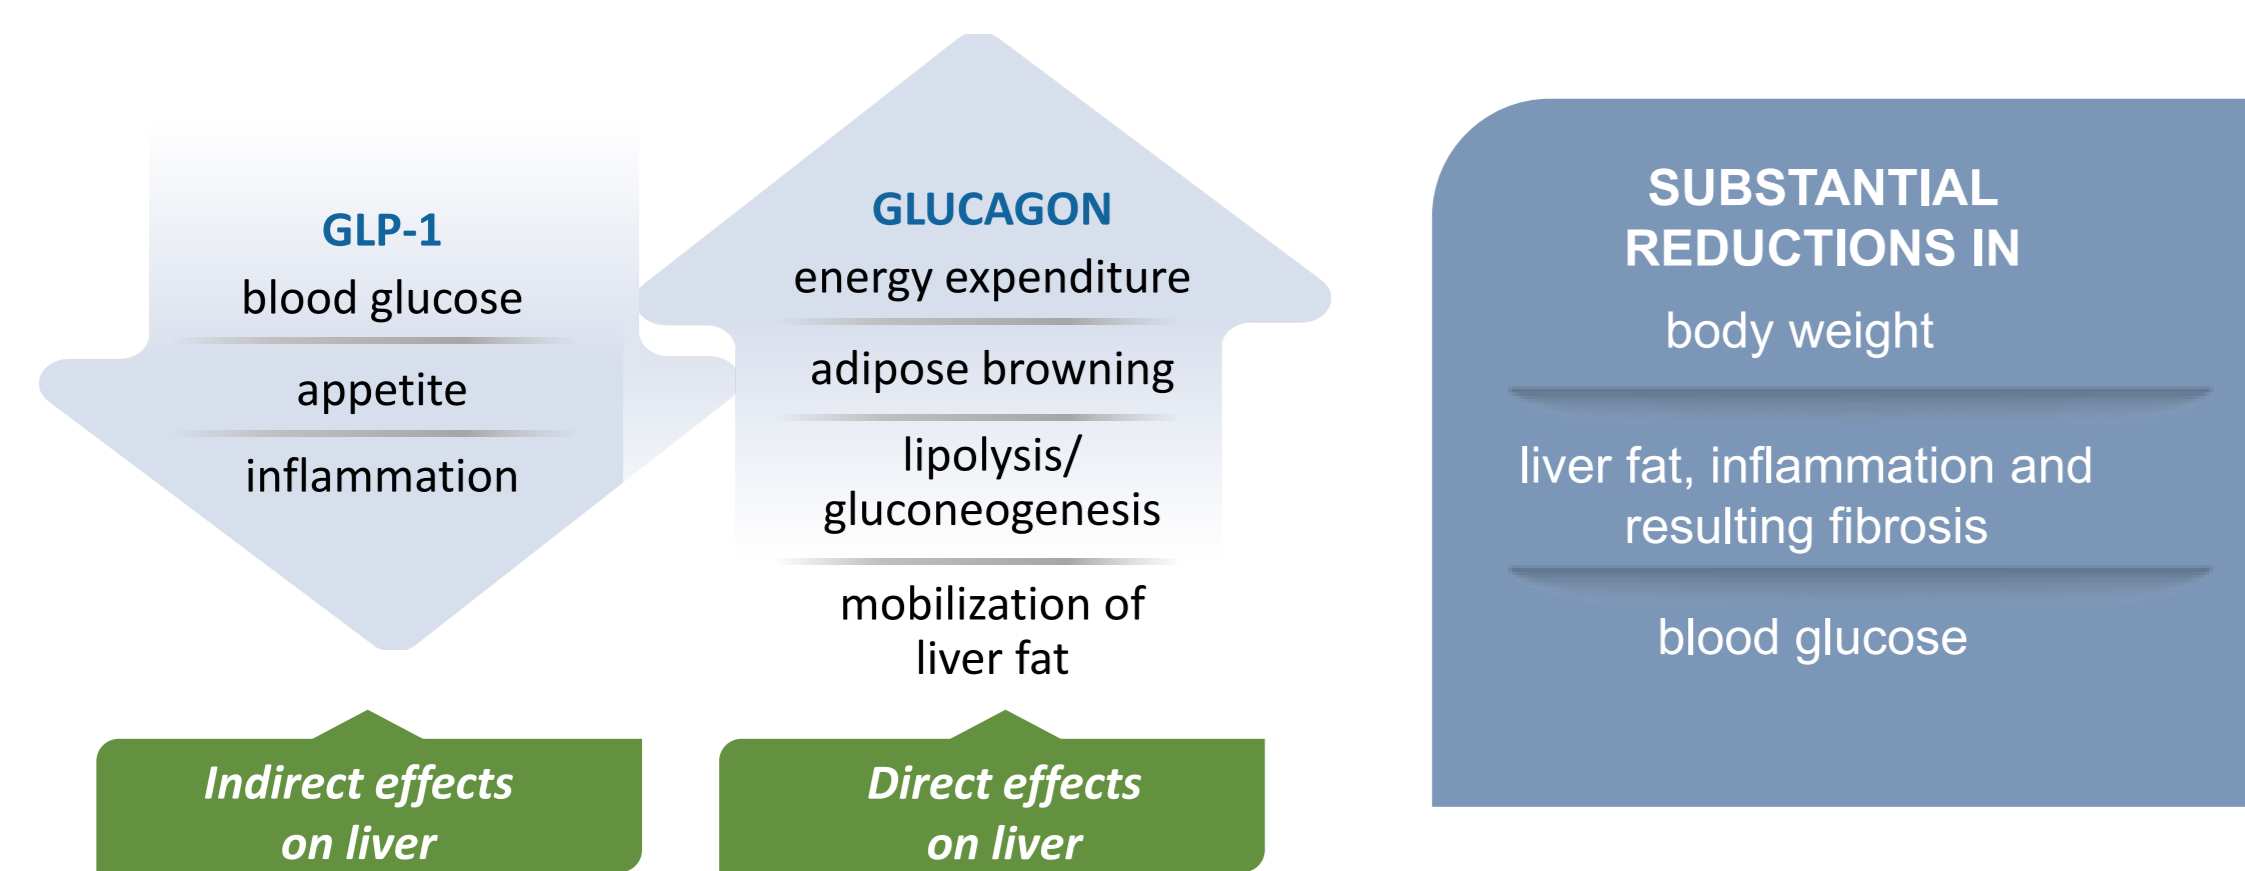 GLP-1
blood glucose
appetite
inflammation
Indirect effects
on liver
GLUCAGON
energy expenditure
adipose browning
lipolysis/
gluconeogenesis
mobilization of
liver fat
Direct effects
on liver
SUBSTANTIAL
REDUCTIONS IN
body weight
liver fat, inflammation and
resulting fibrosis
blood glucose